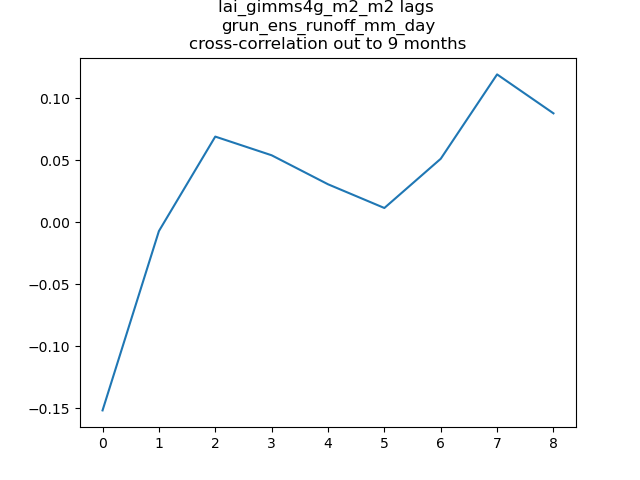 lai_gimms4g_m2_m2 lags
grun_ens_runoff_mm_day
cross-correlation out to 9 months
0.10
0.05
0.00
−0.05
−0.10
−0.15
0 1 2 3 4 5 6 7 8